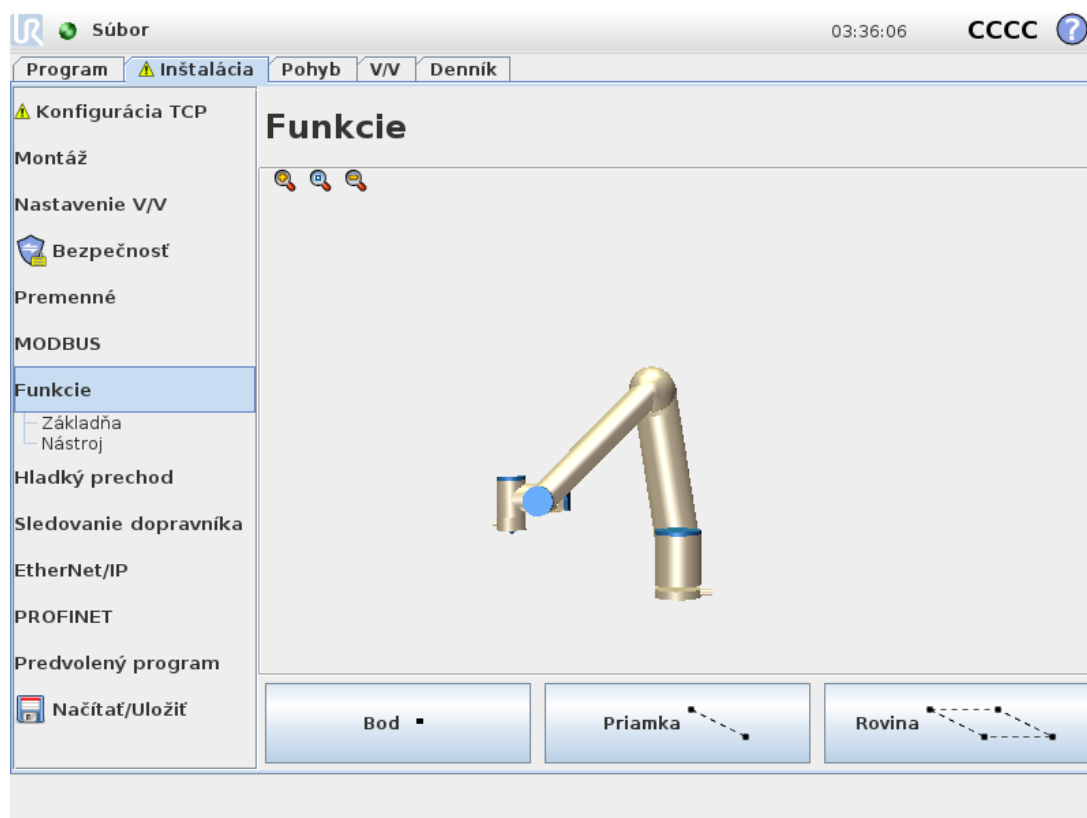 UR Súbor 03:36:06 CCCC ?
Program Inštalácia Pohyb V/V Denník
Konfigurácia TCP
Funkcie
Montáž
Nastavenie V/V
Bezpečnosť
Premenné
MODBUS
Funkcie
Základňa
Nástroj
Hladký prechod
Sledovanie dopravníka
EtherNet/IP
PROFINET
Predvolený program
Načítať/Uložiť
Bod Priamka Rovina